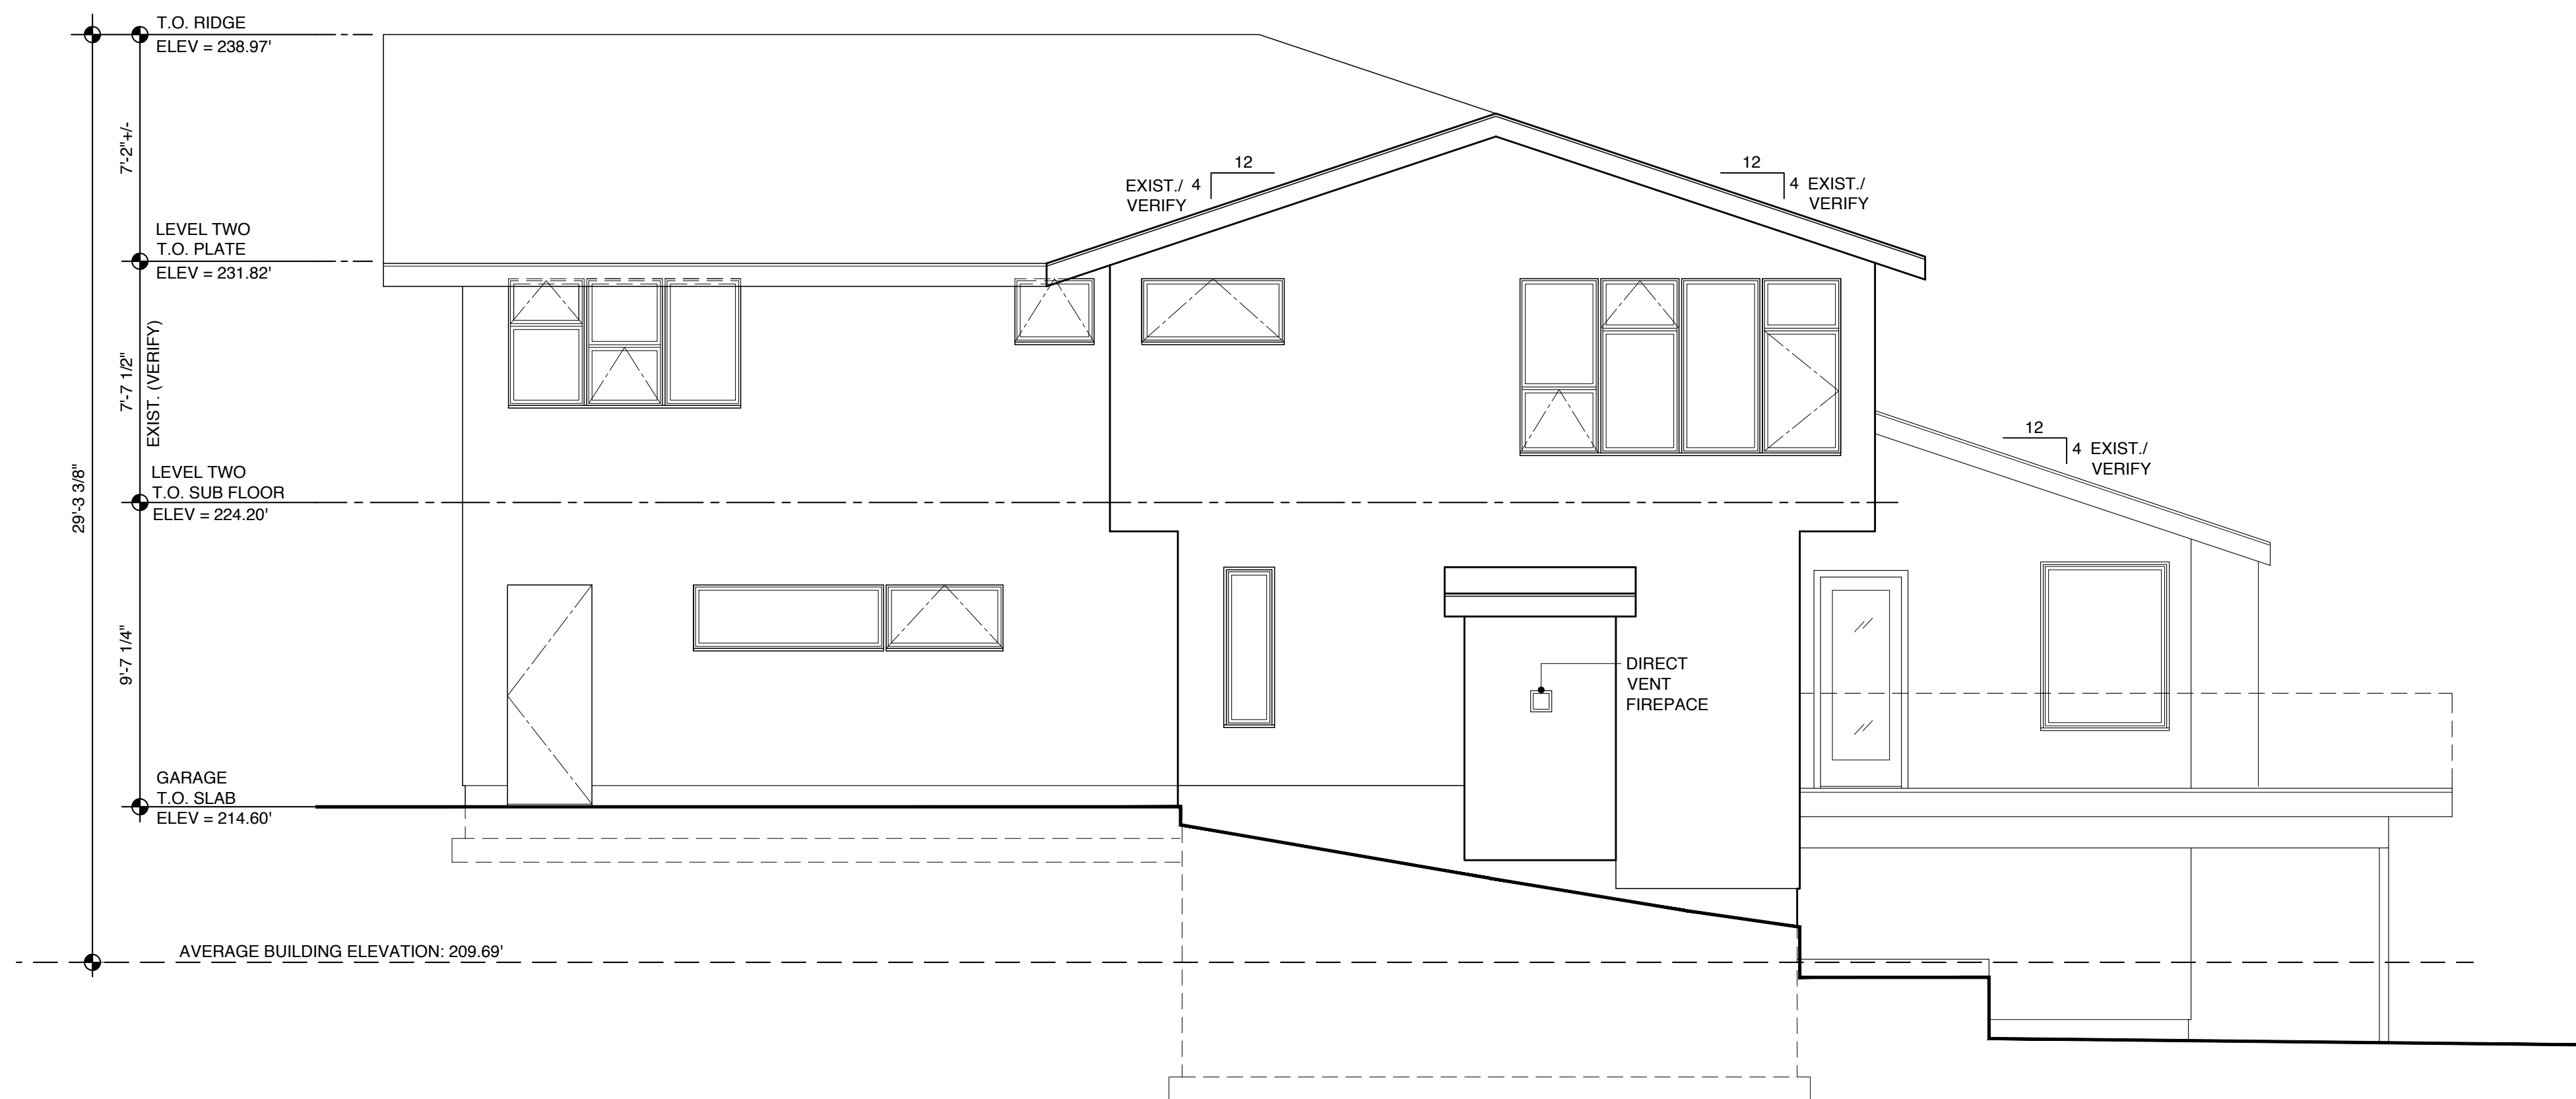 T.O. RIDGE
ELEV = 238.97'
7'-2"+/-
12
4
EXIST./
VERIFY
12
4 EXIST./
VERIFY
LEVEL TWO
T.O. PLATE
ELEV = 231.82'
7'-7 1/2"
EXIST. (VERIFY)
12
4 EXIST./
VERIFY
LEVEL TWO
T.O. SUB FLOOR
ELEV = 224.20'
29'-3 3/8"
9'-7 1/4"
DIRECT
VENT
FIREPACE
GARAGE
T.O. SLAB
ELEV = 214.60'
AVERAGE BUILDING ELEVATION: 209.69'